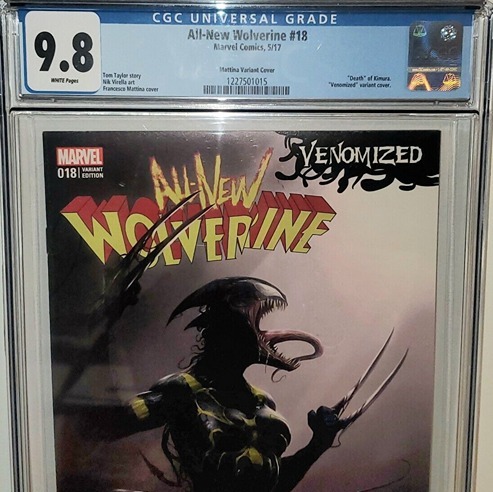 CGC UNIVERSAL GRADE
9.8
WHITE Pages
All-New Wolverine #18
Marvel Comics, 5/17
Mattina Variant Cover
1227501015
Tom Taylor story
Nik Virella art
Francesco Mattina cover
"Death" of Kimura.
"Venomized" variant cover.
MARVEL
018 VARIANT EDITION
VENOMIZED
ALL-NEW
WOLVERINE